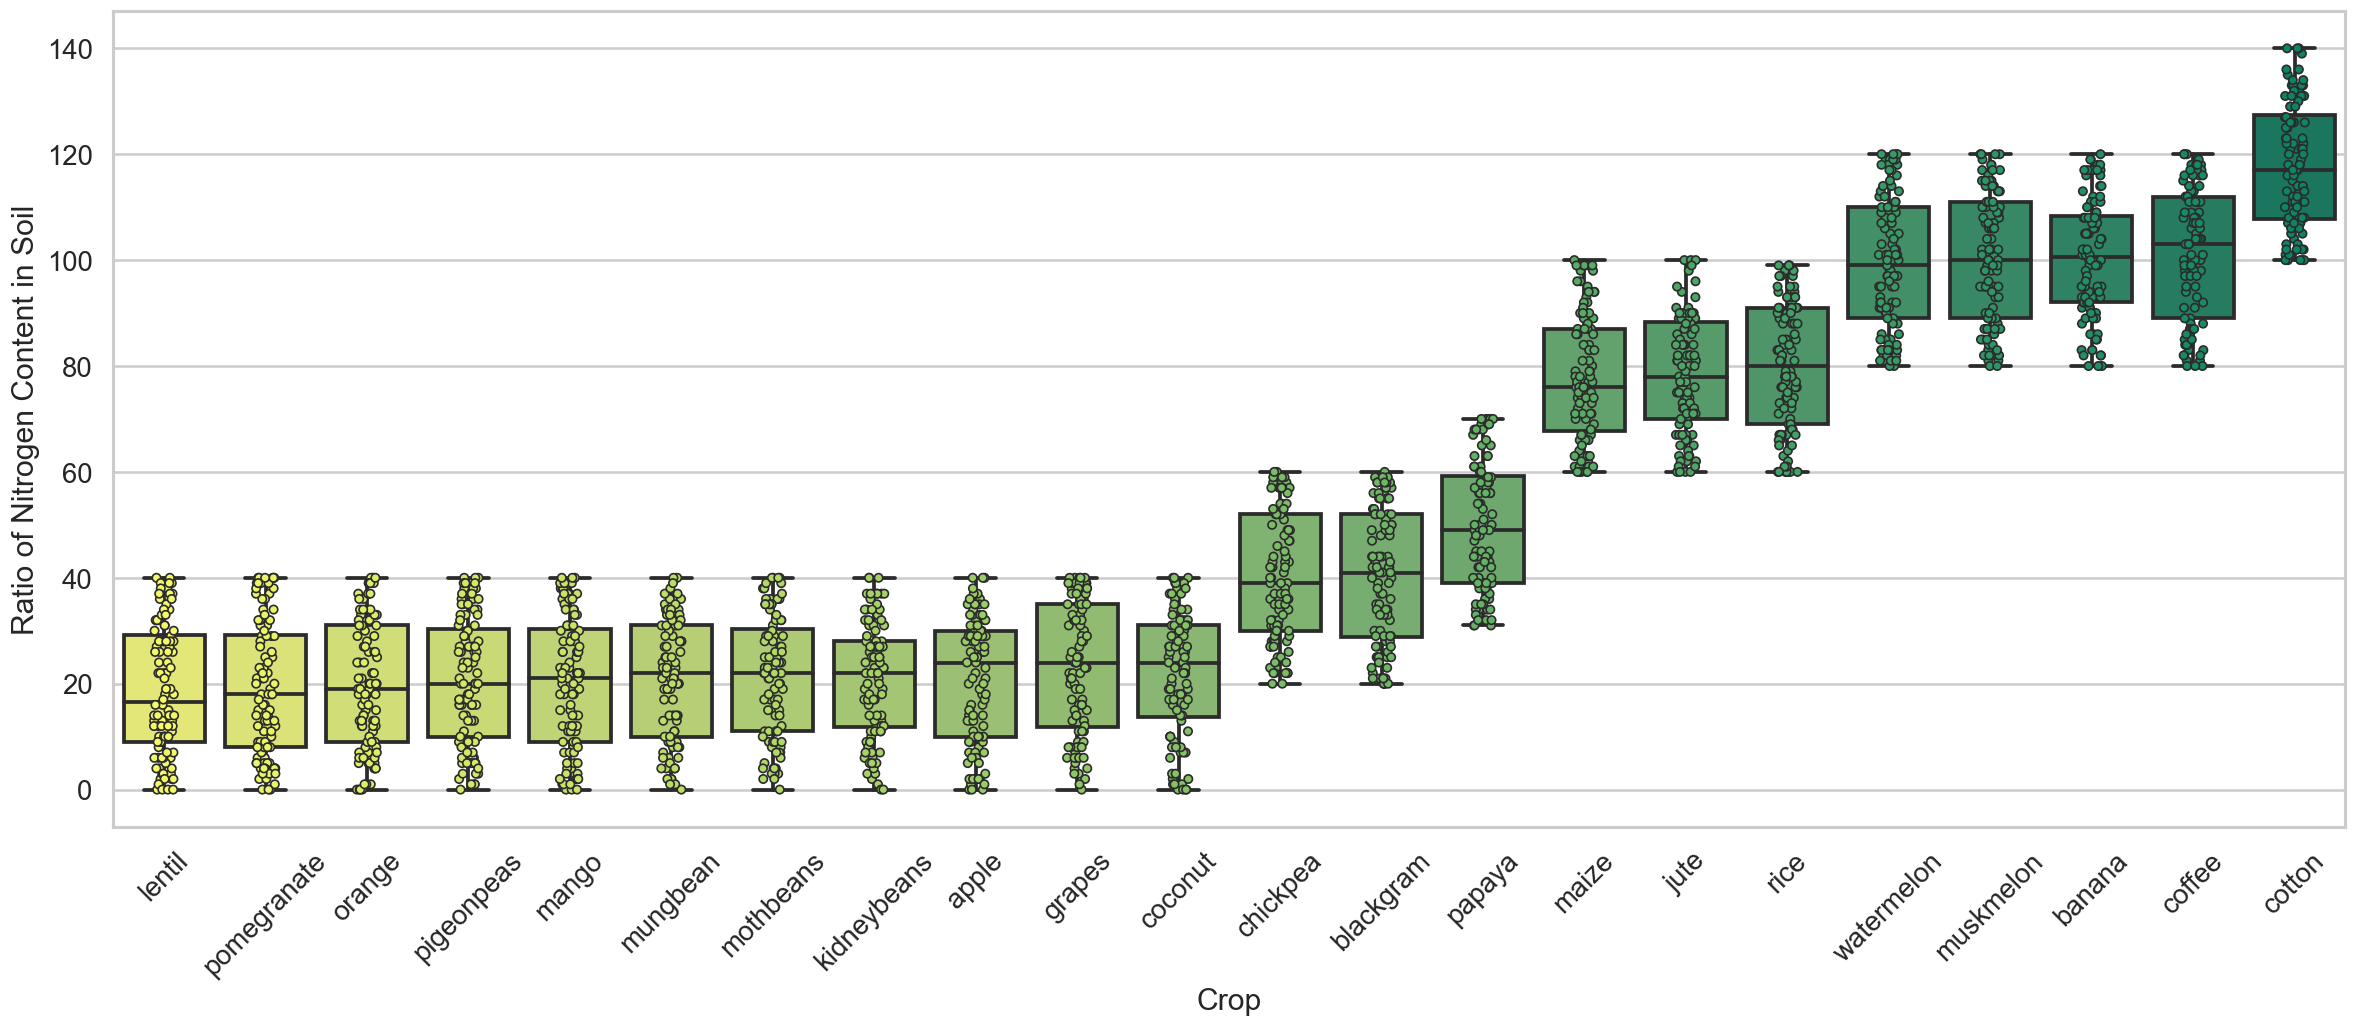 Ratio of Nitrogen Content in Soil
140
120
100
80
60
40
20
0
lentil
pomegranate
orange
pigeonpeas
mango
mungbean
mothbeans
kidneybeans
apple
grapes
coconut
chickpea
blackgram
papaya
maize
jute
rice
watermelon
muskmelon
banana
coffee
cotton
Crop